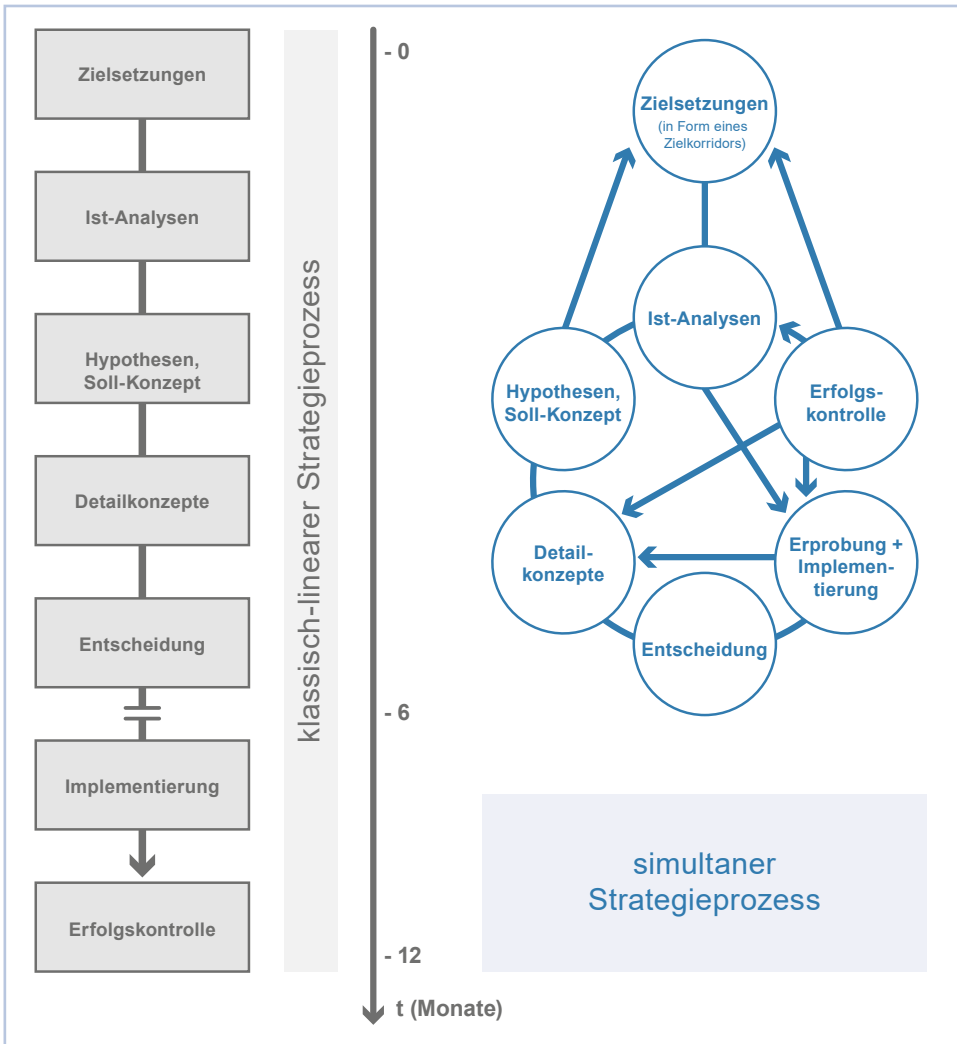 Zielsetzungen
Ist-Analysen
Hypothesen,
Soll-Konzept
Detailkonzepte
Entscheidung
Implementierung
Erfolgskontrolle
klassisch-linearer Strategieprozess
- 0
- 6
- 12
t (Monate)
Zielsetzungen
(in Form eines
Zielkorridors)
Ist-Analysen
Hypothesen,
Soll-Konzept
Erfolgs-
kontrolle
Detail-
konzepte
Erprobung +
Implemen-
tierung
Entscheidung
simultaner
Strategieprozess